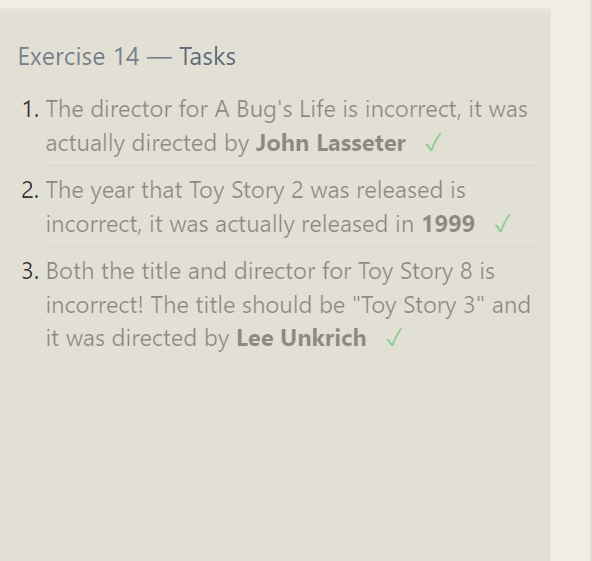 Exercise 14 — Tasks
1. The director for A Bug's Life is incorrect, it was
actually directed by John Lasseter ✓
2. The year that Toy Story 2 was released is
incorrect, it was actually released in 1999 ✓
3. Both the title and director for Toy Story 8 is
incorrect! The title should be "Toy Story 3" and
it was directed by Lee Unkrich ✓